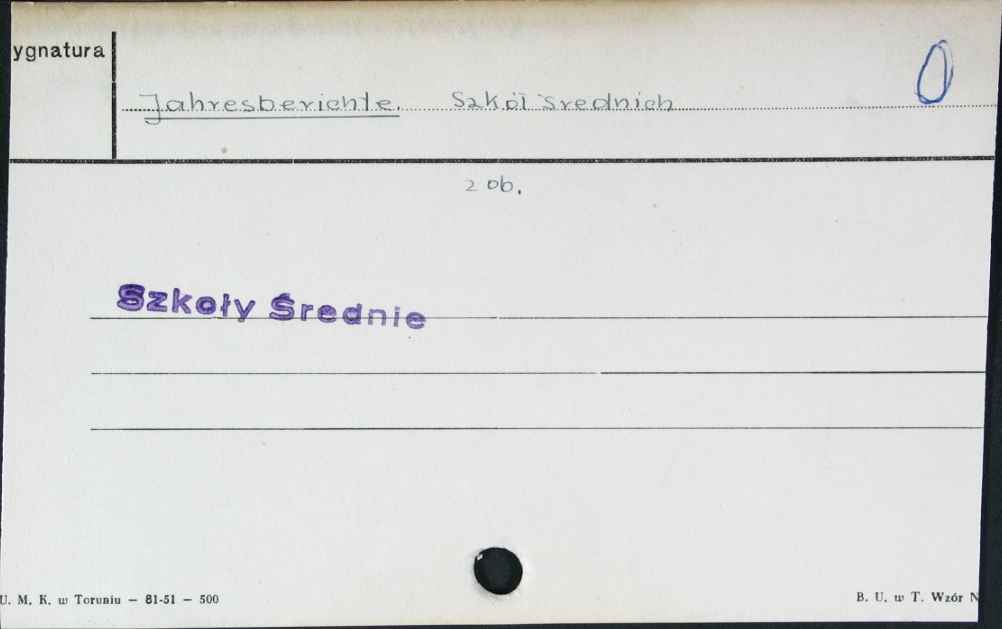 ygnatura
0
Jahresberichte. Szkół Średnich
2 ob.
Szkoły Średnie
U. M. K. w Toruniu — 81-51 — 500
B. U. w T. Wzór N